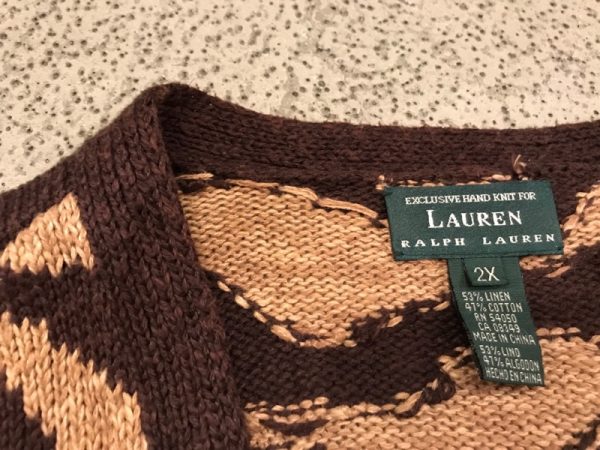 EXCLUSIVE HAND KNIT FOR
LAUREN
RALPH LAUREN
2X
53% LINEN
47% COTTON
RN 54050
CA 08349
MADE IN CHINA
53% LINO
47% ALGODON
HECHO EN CHINA